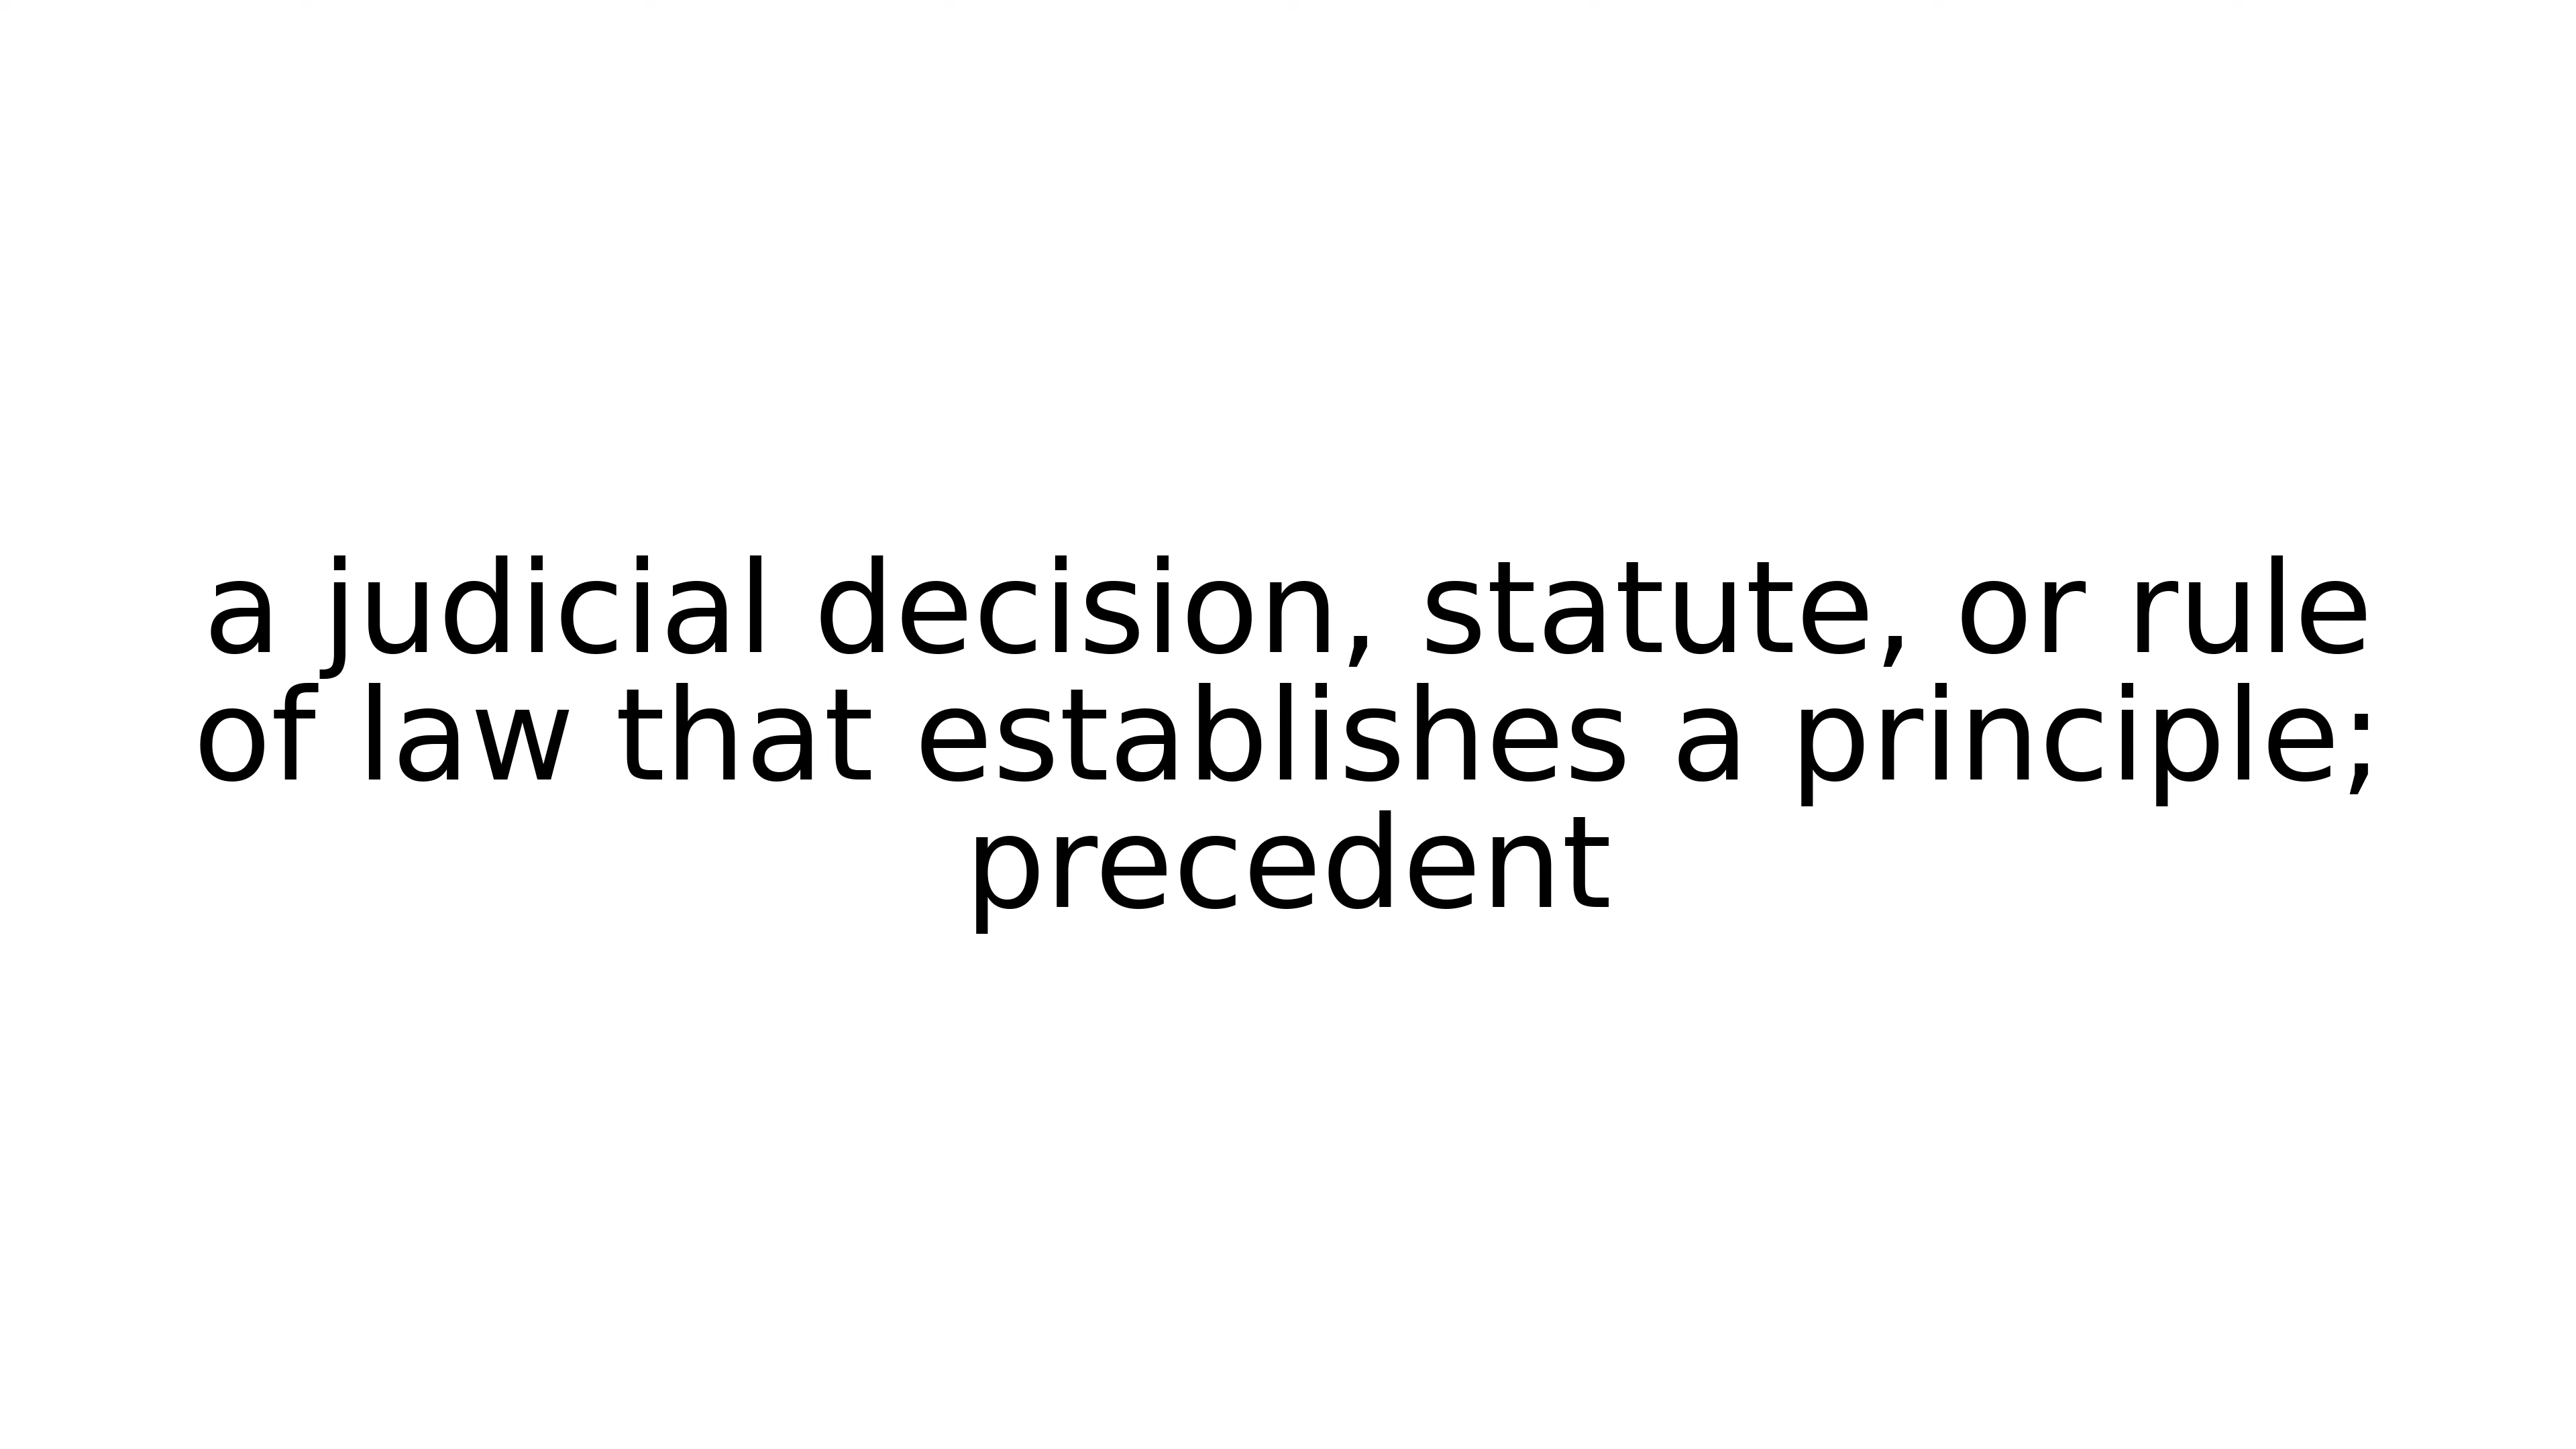 a judicial decision, statute, or rule
of law that establishes a principle;
precedent